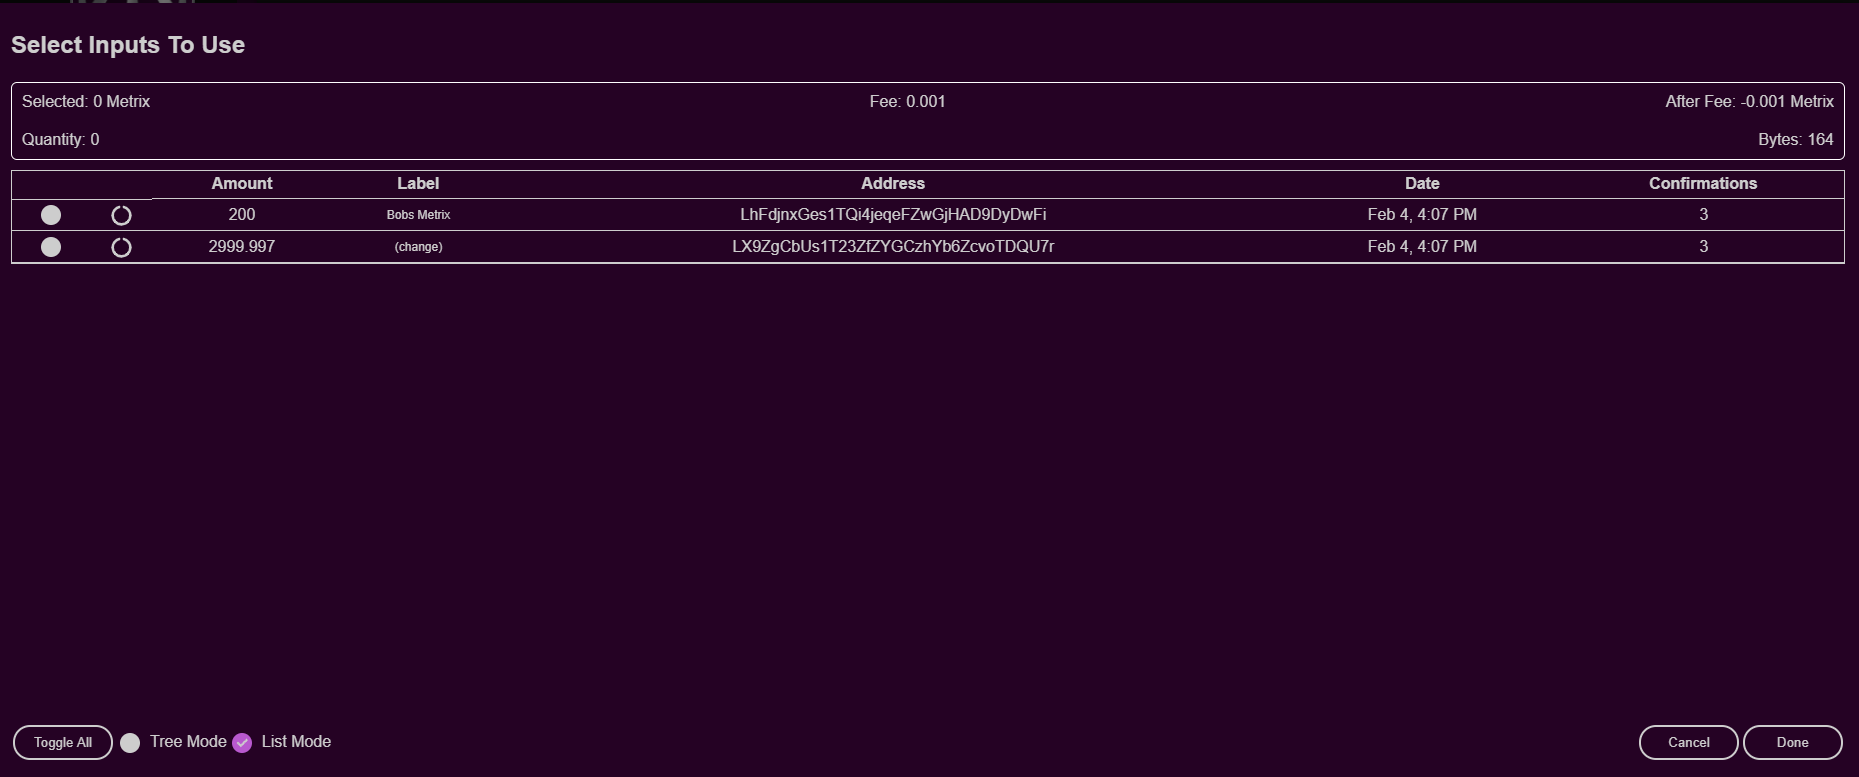 Select Inputs To Use
Selected: 0 Metrix Fee: 0.001 After Fee: -0.001 Metrix
Quantity: 0 Bytes: 164
Amount Label Address Date Confirmations
200 Bobs Metrix LhFdjnxGes1TQi4jeqeFZwGjHAD9DyDwFi Feb 4, 4:07 PM 3
2999.997 (change) LX9ZgCbUs1T23ZfZYGCzhYb6ZcvoTDQU7r Feb 4, 4:07 PM 3
Toggle All Tree Mode List Mode Cancel Done